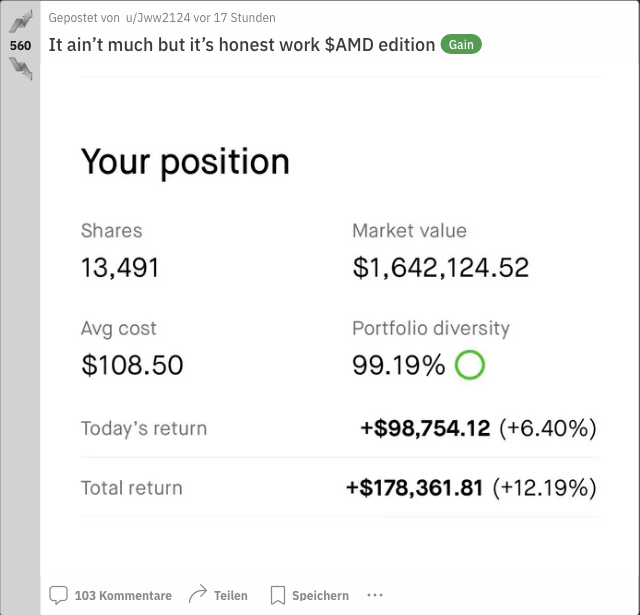 Gepostet von u/Jww2124 vor 17 Stunden
560
It ain’t much but it’s honest work $AMD edition Gain
Your position
Shares Market value
13,491 $1,642,124.52
Avg cost Portfolio diversity
$108.50 99.19%
Today’s return +$98,754.12 (+6.40%)
Total return +$178,361.81 (+12.19%)
103 Kommentare Teilen Speichern ...